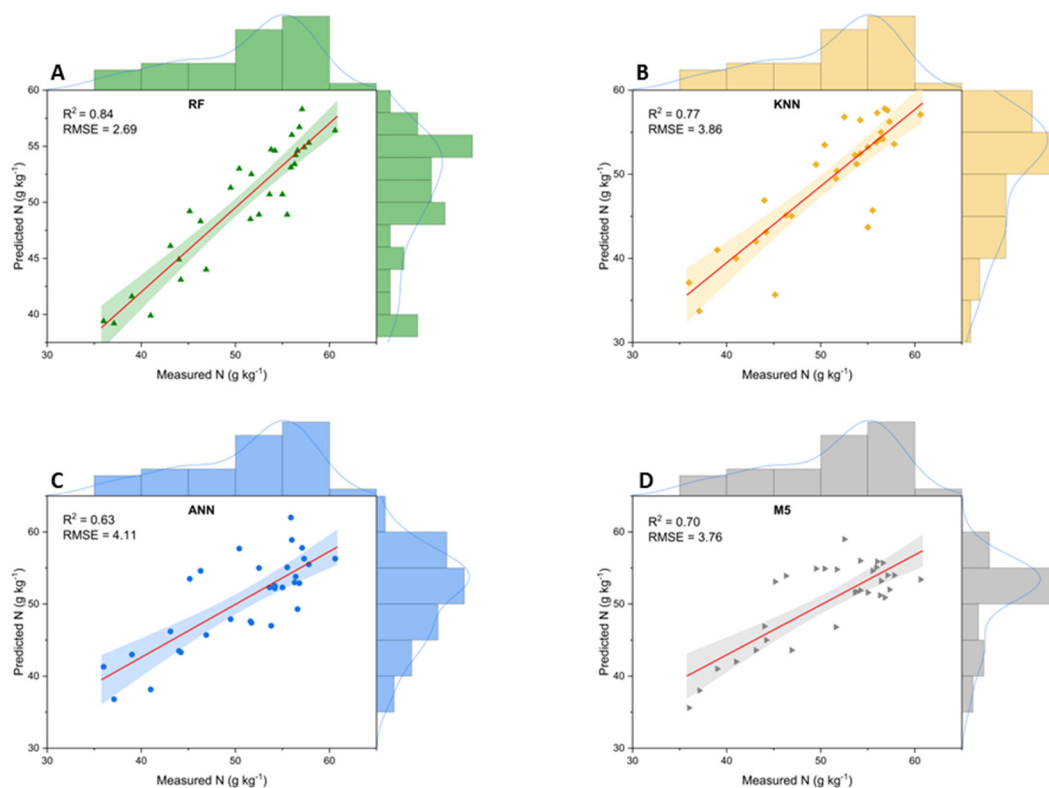 A
RF
R² = 0.84
RMSE = 2.69
60
55
50
45
40
Predicted N (g kg⁻¹)
30 40 50 60
Measured N (g kg⁻¹)
B
KNN
R² = 0.77
RMSE = 3.86
60
50
40
30
Predicted N (g kg⁻¹)
30 40 50 60
Measured N (g kg⁻¹)
C
ANN
R² = 0.63
RMSE = 4.11
60
50
40
30
Predicted N (g kg⁻¹)
30 40 50 60
Measured N (g kg⁻¹)
D
M5
R² = 0.70
RMSE = 3.76
60
50
40
30
Predicted N (g kg⁻¹)
30 40 50 60
Measured N (g kg⁻¹)